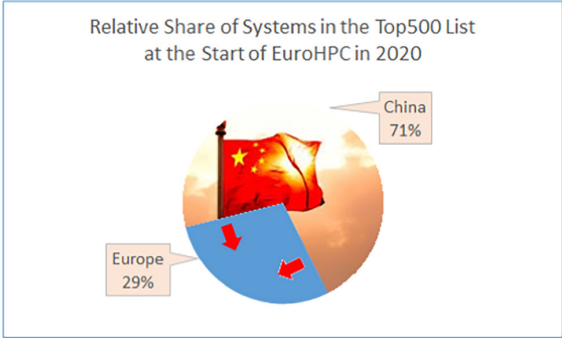 Relative Share of Systems in the Top500 List
at the Start of EuroHPC in 2020
China
71%
Europe
29%